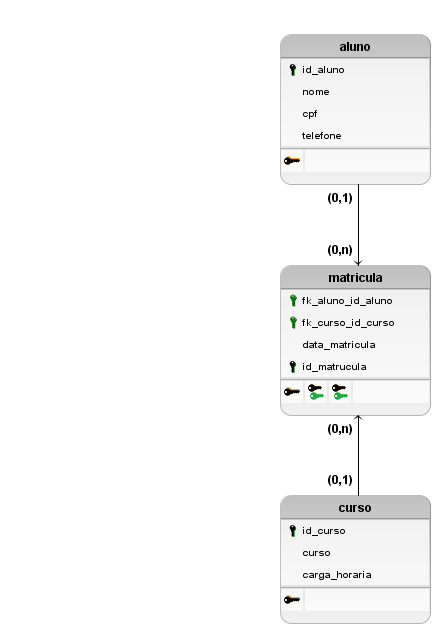 aluno
id_aluno
nome
cpf
telefone
(0,1)
(0,n)
matricula
fk_aluno_id_aluno
fk_curso_id_curso
data_matricula
id_matrucula
(0,n)
(0,1)
curso
id_curso
curso
carga_horaria